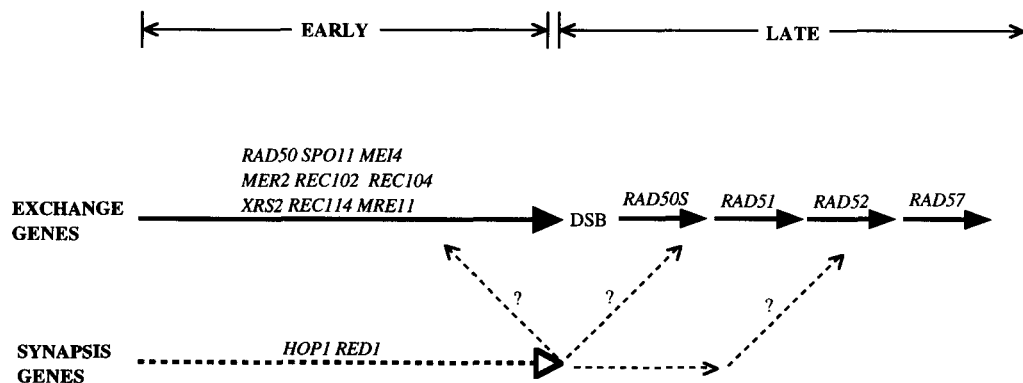 EARLY
LATE
RAD50 SPO11 MEI4
MER2 REC102 REC104
XRS2 REC114 MRE11
EXCHANGE
GENES
DSB
RAD50S
RAD51
RAD52
RAD57
?
?
?
SYNAPSIS
GENES
HOP1 RED1